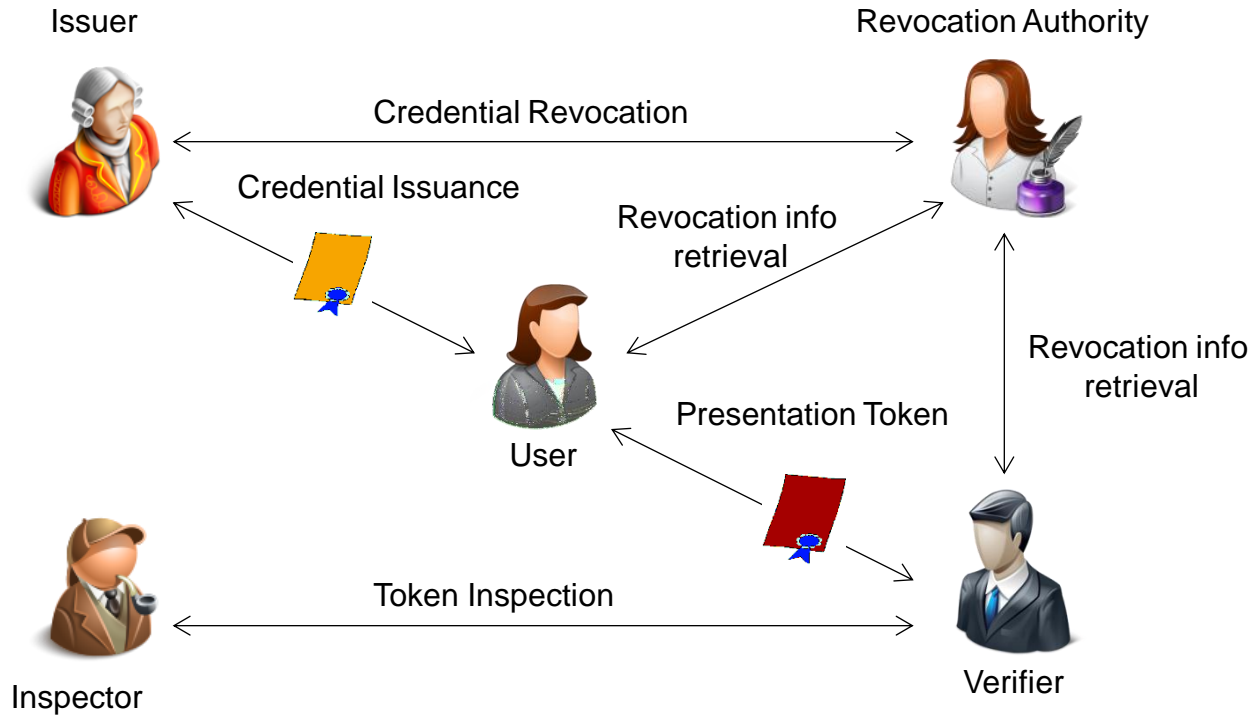 Issuer
Revocation Authority
Credential Revocation
Credential Issuance
Revocation info
retrieval
Revocation info
retrieval
Presentation Token
User
Token Inspection
Verifier
Inspector